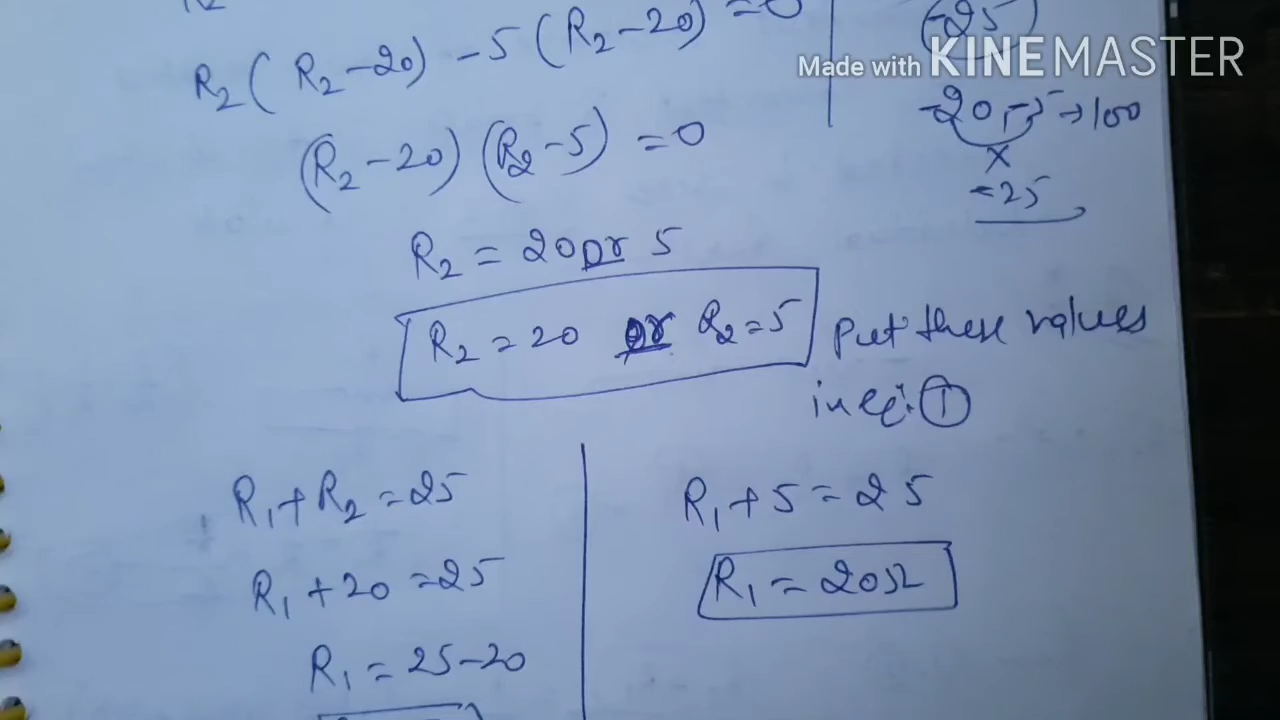 R₂(R₂-20) -5(R₂-20) =0
(R₂-20)(R₂-5) =0
R₂ = 20 or 5
R₂ = 20 or R₂=5
Put these values
in eq: ①
R₁+R₂ =25
R₁+20 =25
R₁ = 25-20
R₁+5 = 25
R₁ = 20Ω
(-25)
-20,-5 → 100
×
-25
Made with KINEMASTER